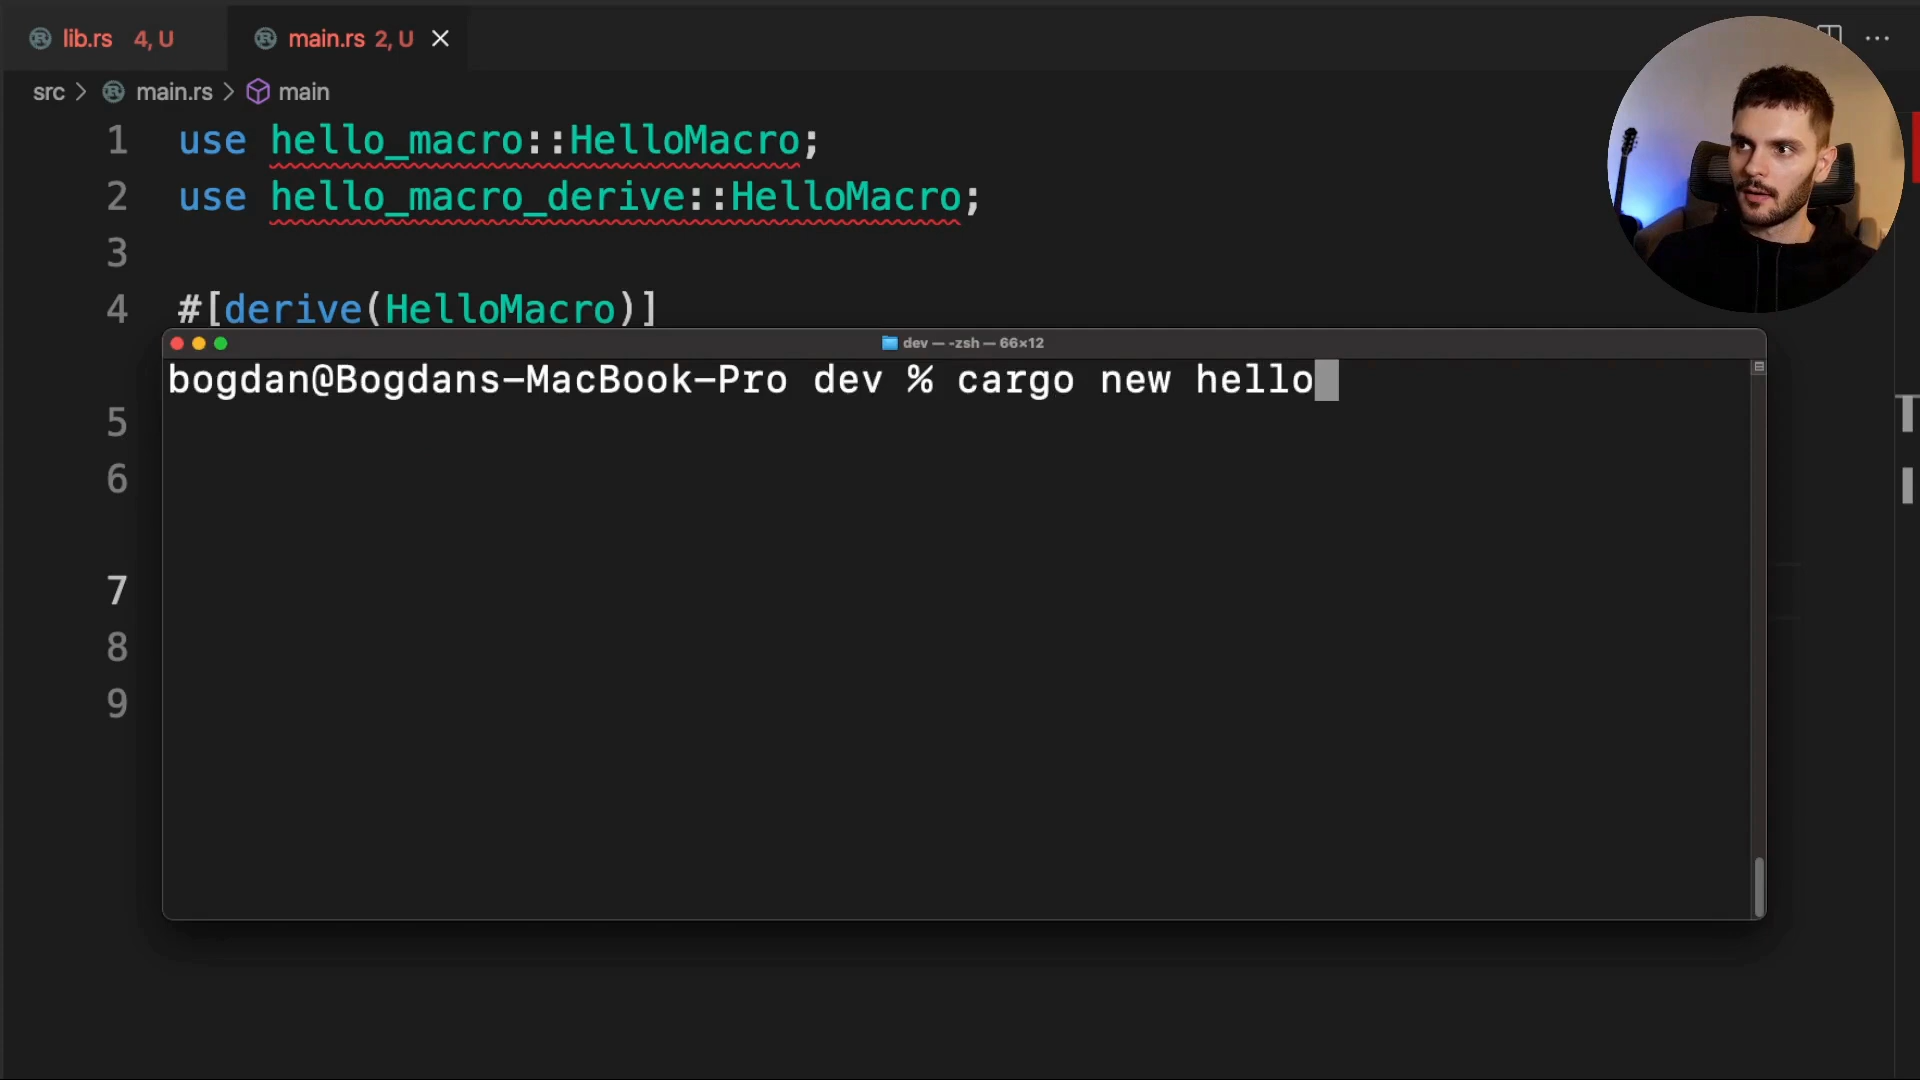 lib.rs 4, U main.rs 2, U
src > main.rs > main
1 use hello_macro::HelloMacro;
2 use hello_macro_derive::HelloMacro;
3
4 #[derive(HelloMacro)]
dev — -zsh — 66×12
bogdan@Bogdans-MacBook-Pro dev % cargo new hello
5
6
7
8
9